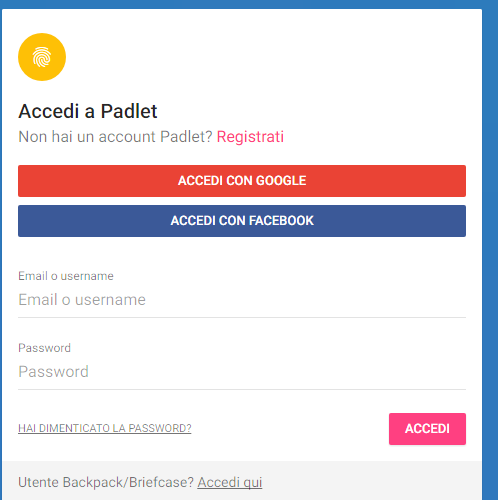 Accedi a Padlet
Non hai un account Padlet? Registrati
ACCEDI CON GOOGLE
ACCEDI CON FACEBOOK
Email o username
Email o username
Password
Password
HAI DIMENTICATO LA PASSWORD? ACCEDI
Utente Backpack/Briefcase? Accedi qui